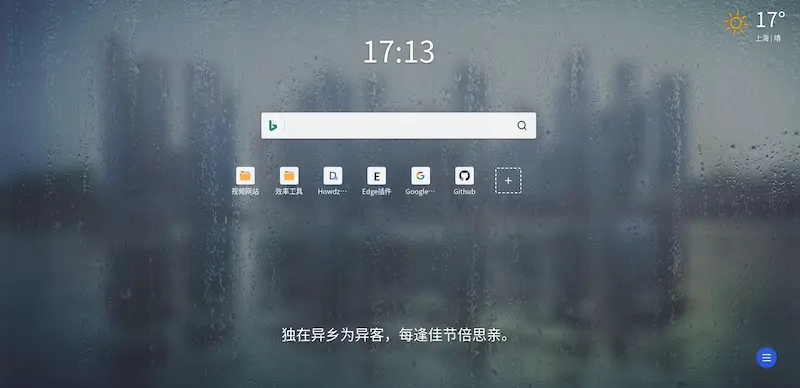 17°
上海 | 晴
17:13
视频网站
效率工具
Howdz⋯
Edge插件
Google⋯
Github
独在异乡为异客，每逢佳节倍思亲。